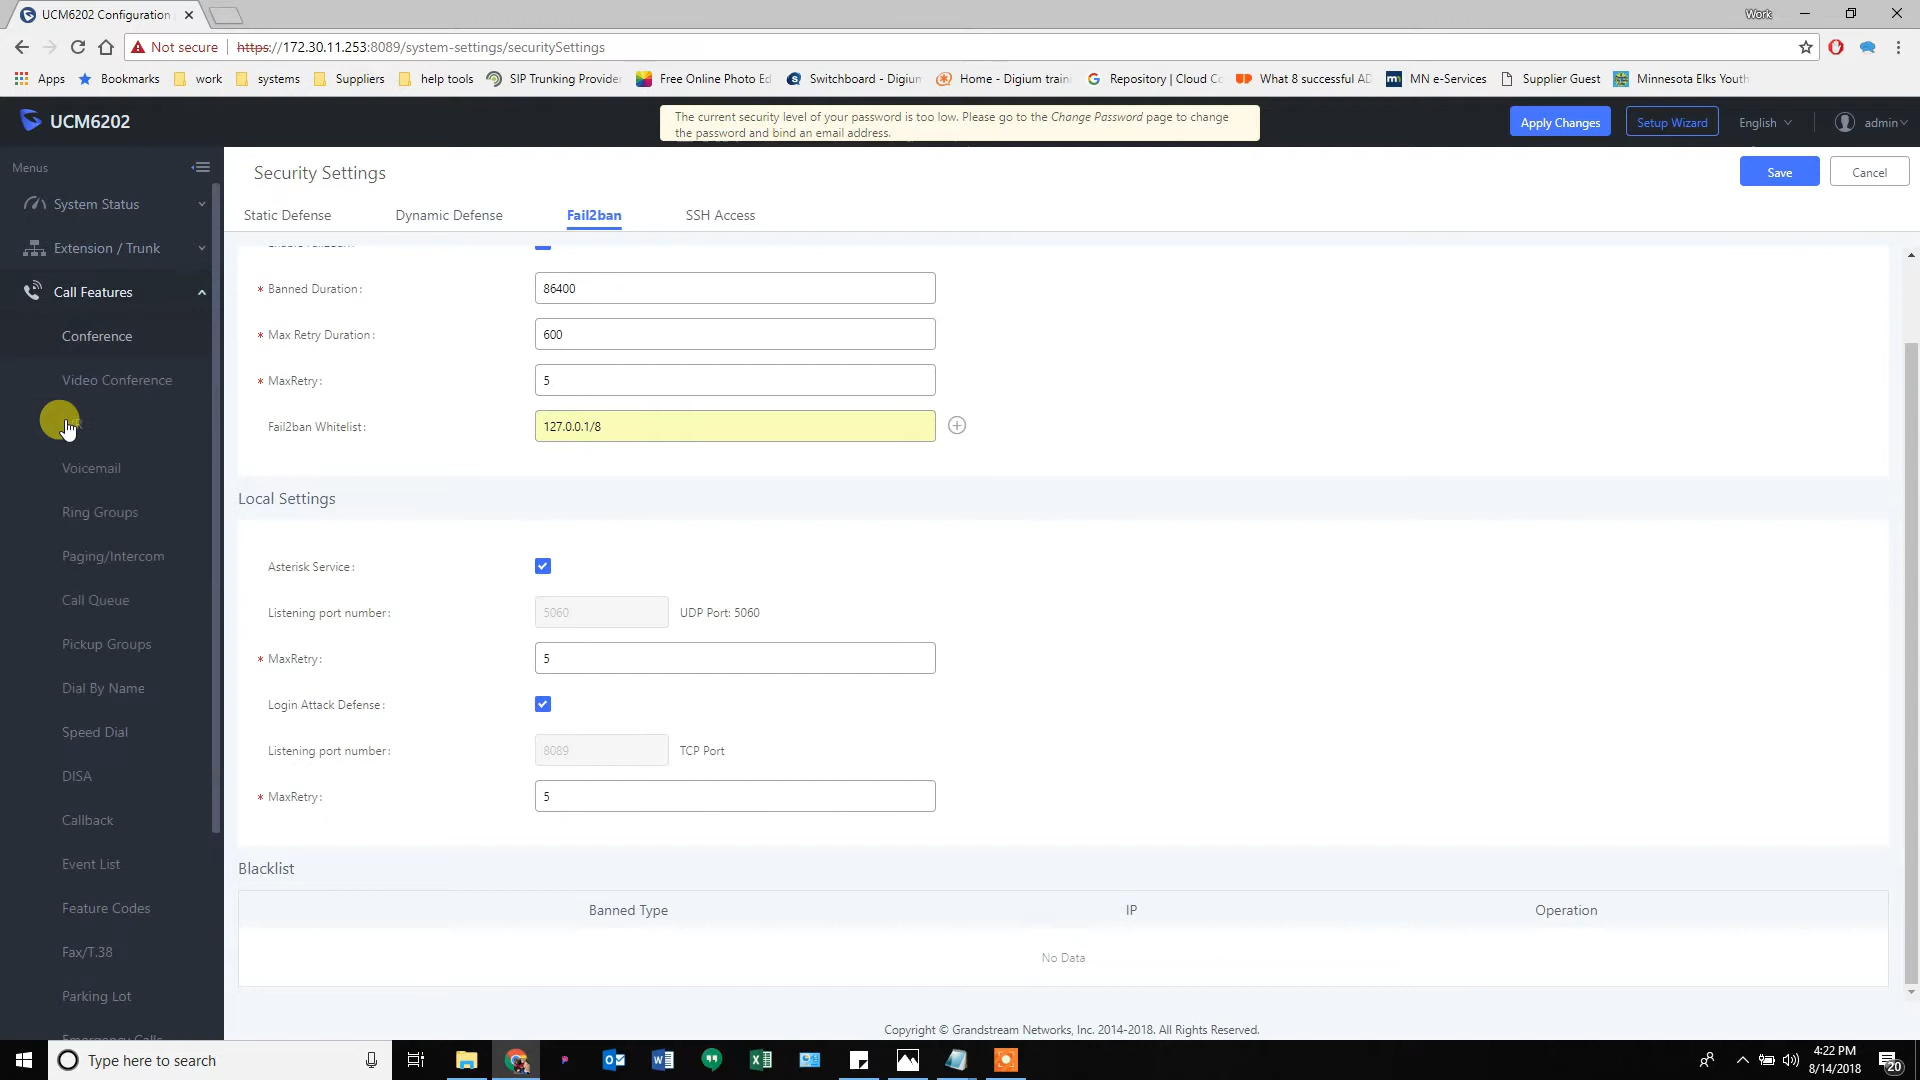 UCM6202 Configuration
Work
Not secure
https://172.30.11.253:8089/system-settings/securitySettings
Apps
Bookmarks
work
systems
Suppliers
help tools
SIP Trunking Provide
Free Online Photo Ed
Switchboard - Digium
Home - Digium train
Repository | Cloud Co
What 8 successful AD
MN e-Services
Supplier Guest
Minnesota Elks Youth
UCM6202
The current security level of your password is too low. Please go to the Change Password page to change
the password and bind an email address.
Apply Changes
Setup Wizard
English
admin
Menus
System Status
Extension / Trunk
Call Features
Conference
Video Conference
Voicemail
Ring Groups
Paging/Intercom
Call Queue
Pickup Groups
Dial By Name
Speed Dial
DISA
Callback
Event List
Feature Codes
Fax/T.38
Parking Lot
Emergency Calls
Security Settings
Save
Cancel
Static Defense
Dynamic Defense
Fail2ban
SSH Access
* Banned Duration:
86400
* Max Retry Duration:
600
* MaxRetry:
5
Fail2ban Whitelist:
127.0.0.1/8
Local Settings
Asterisk Service:
Listening port number:
5060
UDP Port: 5060
* MaxRetry:
5
Login Attack Defense:
Listening port number:
8089
TCP Port
* MaxRetry:
5
Blacklist
Banned Type
IP
Operation
No Data
Copyright © Grandstream Networks, Inc. 2014-2018. All Rights Reserved.
Type here to search
4:22 PM
8/14/2018
20